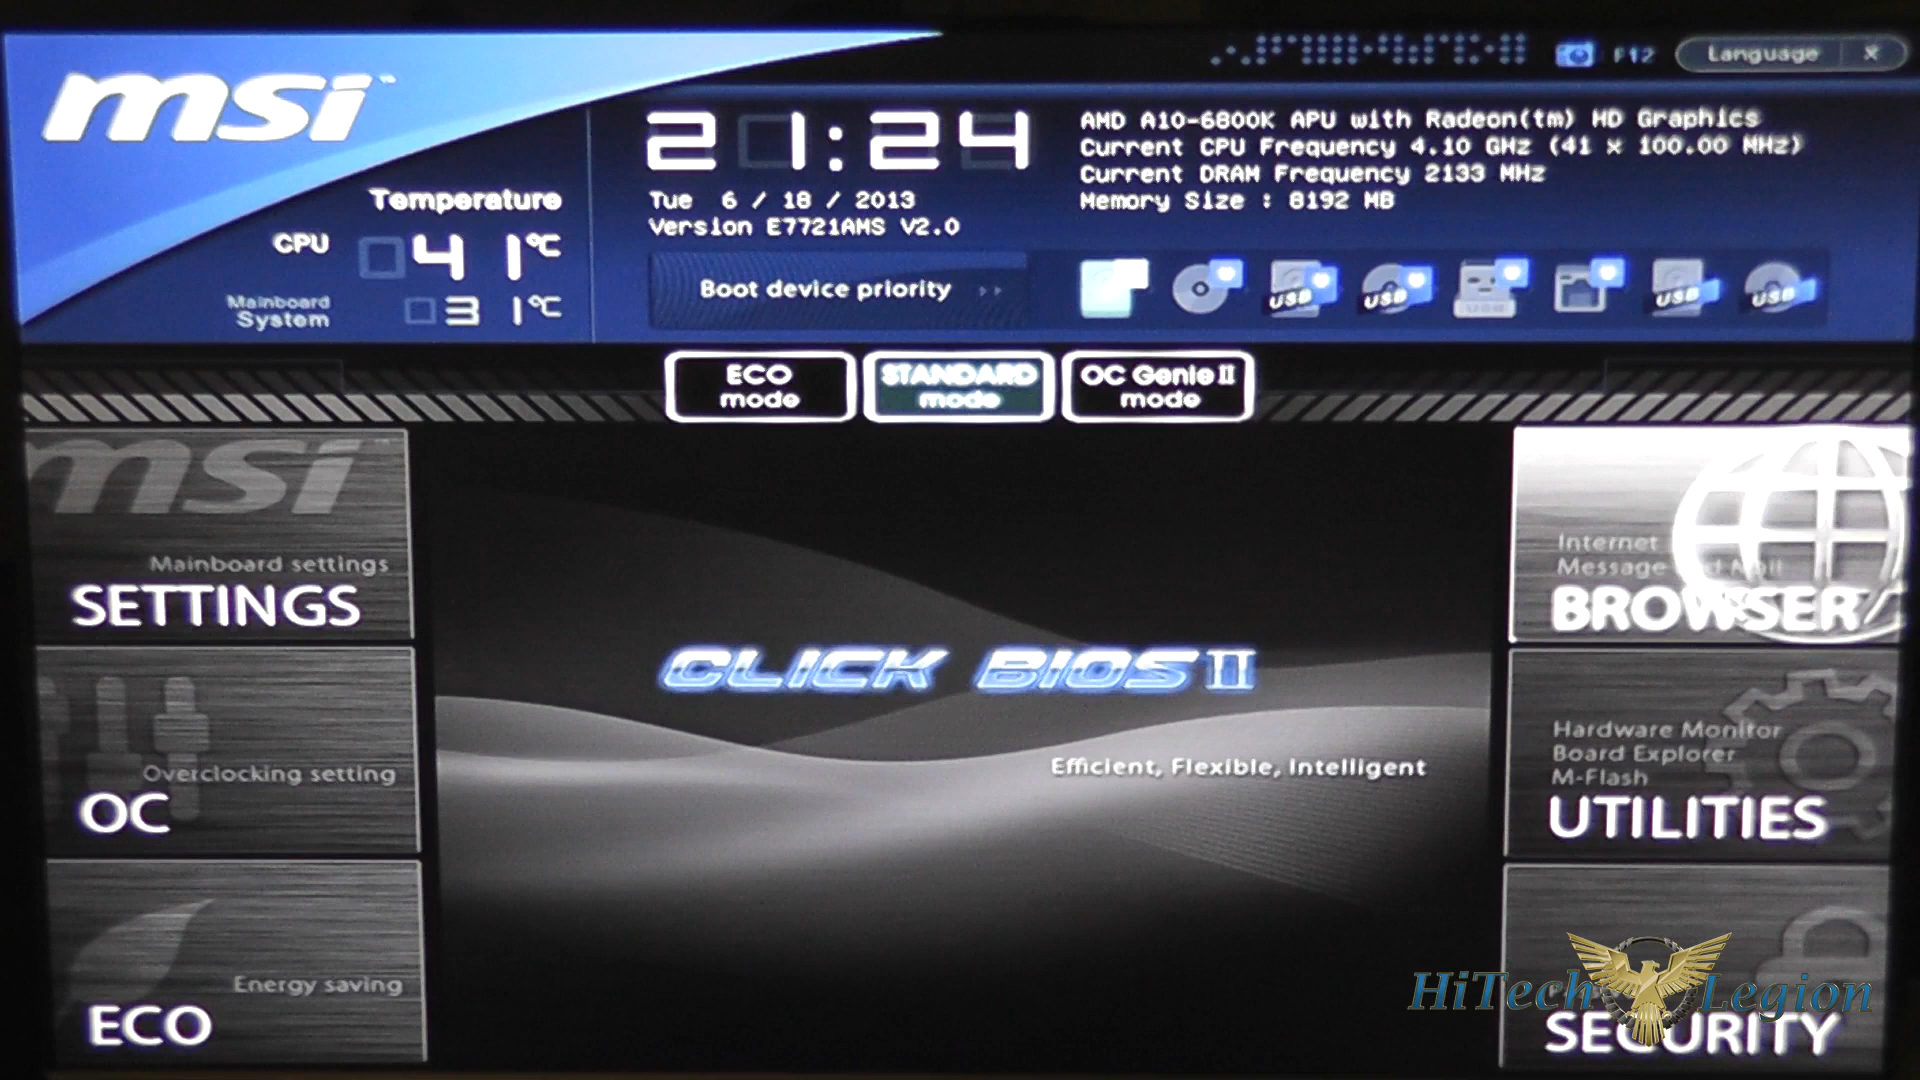 msi™
F12
Language
x
21:24
AMD A10-6800K APU with Radeon(tm) HD Graphics
Current CPU Frequency 4.10 GHz (41 x 100.00 MHz)
Current DRAM Frequency 2133 MHz
Memory Size : 8192 MB
Tue 6 / 18 / 2013
Version E7721AMS V2.0
Temperature
CPU 41°C
Mainboard
System 31°C
Boot device priority
USB
USB
USB
USB
USB
ECO
mode
STANDARD
mode
OC Genie II
mode
msi
Mainboard settings
SETTINGS
Overclocking setting
OC
Energy saving
ECO
CLICK BIOS II
Efficient, Flexible, Intelligent
Internet
Message and Mail
BROWSER
Hardware Monitor
Board Explorer
M-Flash
UTILITIES
HiTech Legion
SECURITY